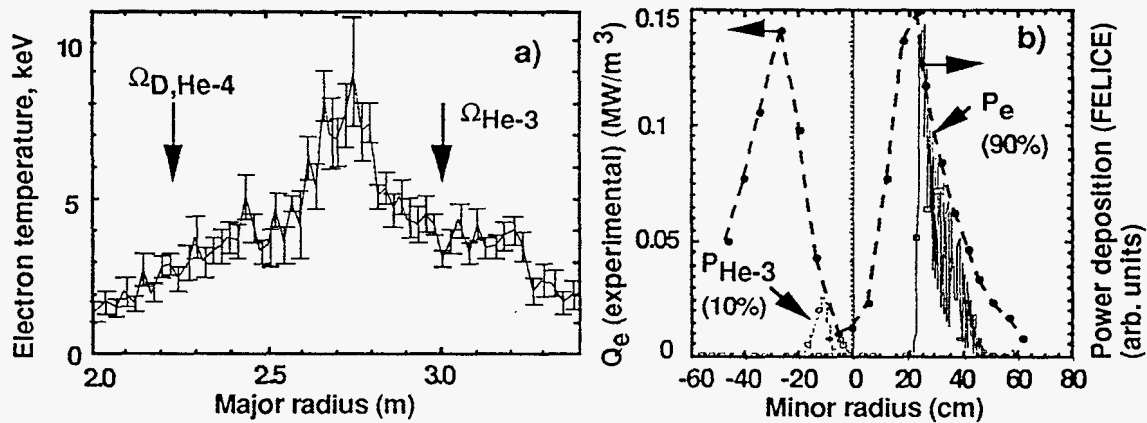 a)
Electron temperature, keV
10
5
0
Ω_D,He-4
Ω_He-3
2.0
2.5
3.0
Major radius (m)
b)
Q_e (experimental) (MW/m^3)
0.15
0.1
0.05
0
P_e
(90%)
P_He-3
(10%)
Power deposition (FELICE)
(arb. units)
-60
-40
-20
0
20
40
60
80
Minor radius (cm)